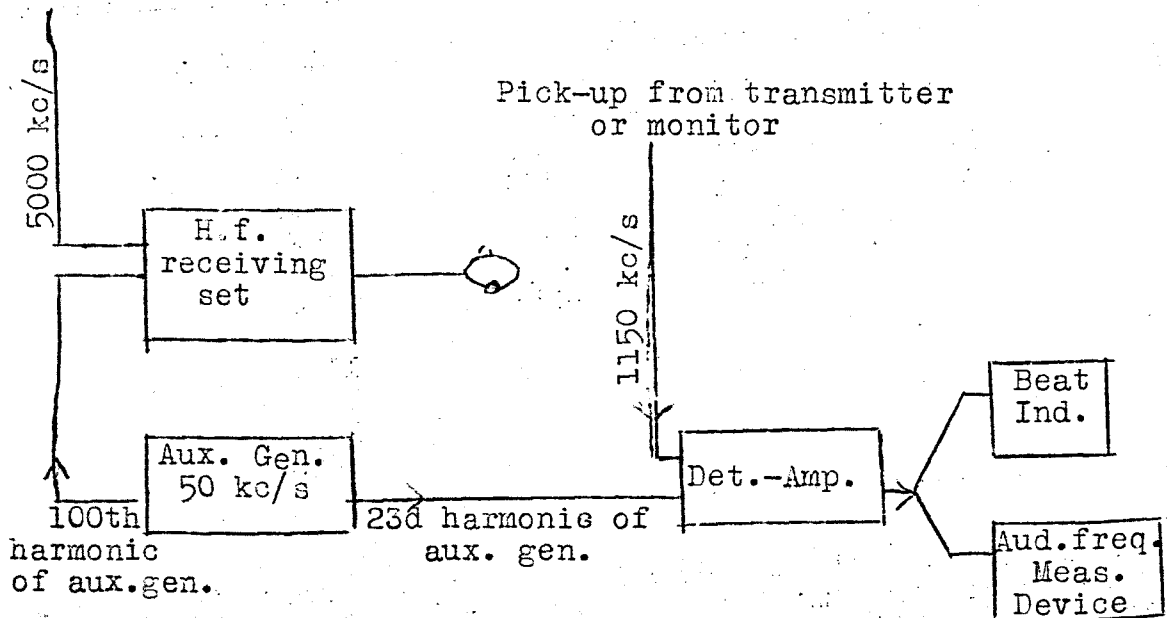 5000 kc/s
Pick-up from transmitter
or monitor
H.f.
receiving
set
1150 kc/s
Beat
Ind.
Aux. Gen.
50 kc/s
Det.-Amp.
100th
harmonic
of aux.gen.
23d harmonic of
aux. gen.
Aud.freq.
Meas.
Device